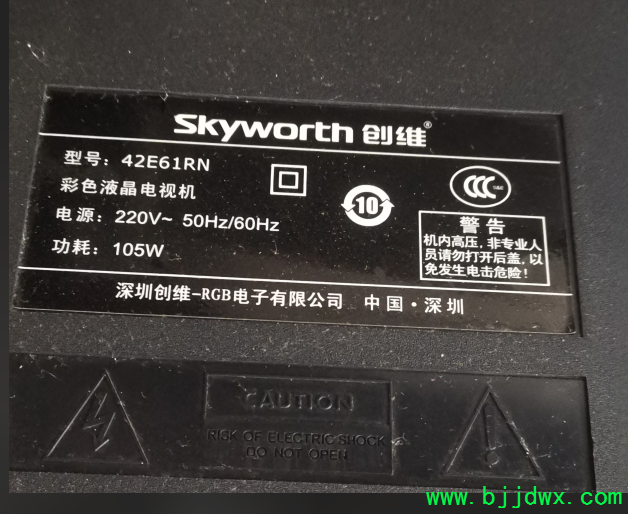 Skyworth 创维®
型号: 42E61RN
彩色液晶电视机
电源: 220V~ 50Hz/60Hz
功耗: 105W
10
CCC
警告
机内高压, 非专业人
员请勿打开后盖, 以
免发生电击危险!
深圳创维-RGB电子有限公司 中国·深圳
CAUTION
RISK OF ELECTRIC SHOCK
DO NOT OPEN
www.bjjdwx.com